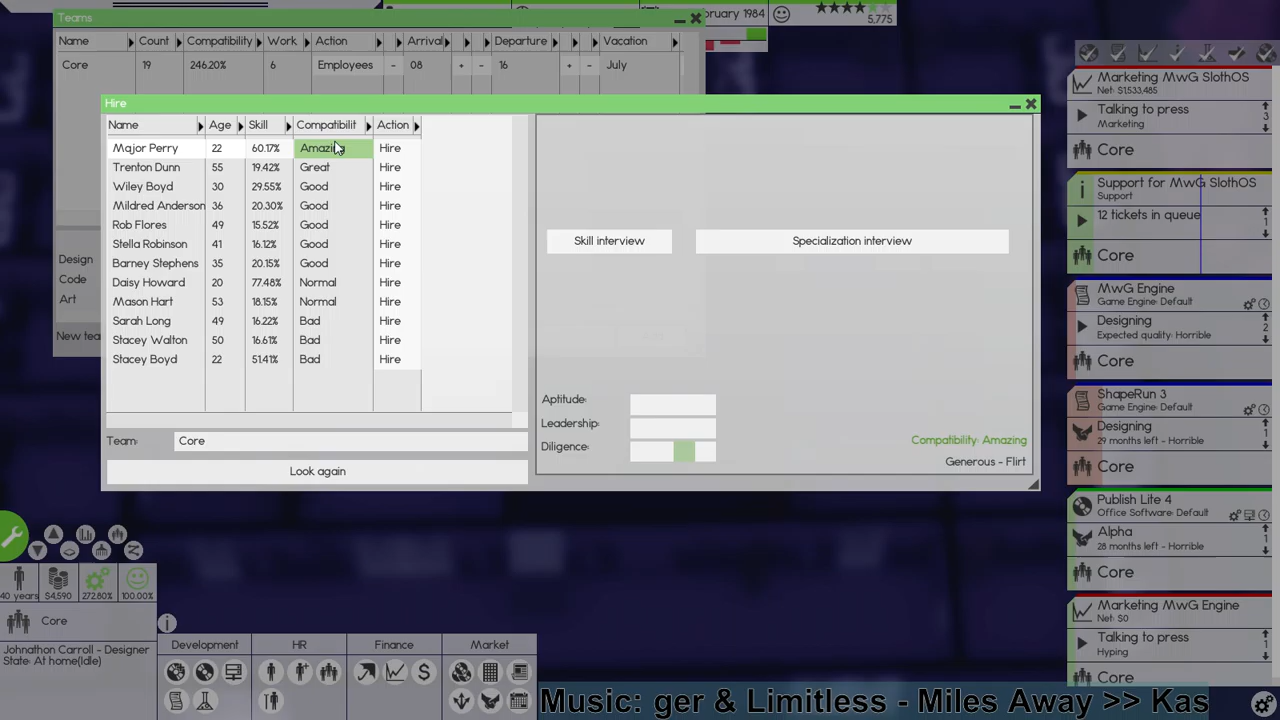 Teams
bruary 1984
5,775
Name Count Compatibility Work Action Arrival Departure Vacation
Core 19 246.20% 6 Employees - 08 + - 16 + - July
Hire
Name Age Skill Compatibilit Action
Major Perry 22 60.17% Amazing Hire
Trenton Dunn 55 19.42% Great Hire
Wiley Boyd 30 29.55% Good Hire
Mildred Anderson 36 20.30% Good Hire
Rob Flores 49 15.52% Good Hire
Stella Robinson 41 16.12% Good Hire
Barney Stephens 35 20.15% Good Hire
Daisy Howard 20 77.48% Normal Hire
Mason Hart 53 18.15% Normal Hire
Sarah Long 49 16.22% Bad Hire
Stacey Walton 50 16.61% Bad Hire
Stacey Boyd 22 51.41% Bad Hire
Team: Core
Look again
Skill interview Specialization interview
Aptitude:
Leadership:
Diligence:
Compatibility: Amazing
Generous - Flirt
Design
Code
Art
New tea
Marketing MwG SlothOS
Net: $1,533,485
Talking to press
Marketing
3
Core
Support for MwG SlothOS
Support
12 tickets in queue
1
Core
MwG Engine
Game Engine: Default
Designing
Expected quality: Horrible
2
Core
ShapeRun 3
Game Engine: Default
Designing
29 months left - Horrible
1
Core
Publish Lite 4
Office Software: Default
Alpha
28 months left - Horrible
1
Core
Marketing MwG Engine
Net: $0
Talking to press
Hyping
1
Core
40 years $4,590 272.80% 100.00%
Core
Johnathon Carroll - Designer
State: At home(Idle)
Development HR Finance Market
Music: ger & Limitless - Miles Away >> Kas